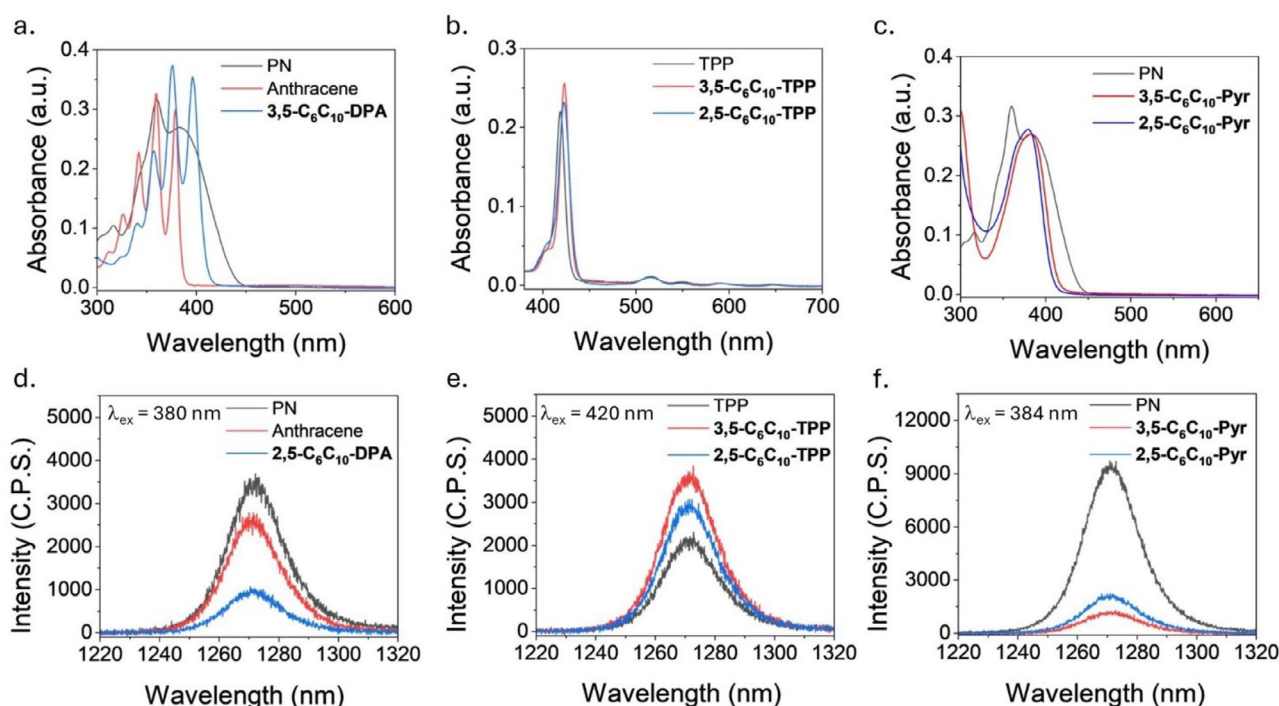 a.
0.4
0.3
0.2
0.1
0.0
Absorbance (a.u.)
PN
Anthracene
3,5-C₆C₁₀-DPA
300 400 500 600
Wavelength (nm)
b.
0.3
0.2
0.1
0.0
Absorbance (a.u.)
TPP
3,5-C₆C₁₀-TPP
2,5-C₆C₁₀-TPP
400 500 600 700
Wavelength (nm)
c.
0.4
0.3
0.2
0.1
0.0
Absorbance (a.u.)
PN
3,5-C₆C₁₀-Pyr
2,5-C₆C₁₀-Pyr
300 400 500 600
Wavelength (nm)
d.
5000
4000
3000
2000
1000
0
Intensity (C.P.S.)
λex = 380 nm
PN
Anthracene
2,5-C₆C₁₀-DPA
1220 1240 1260 1280 1300 1320
Wavelength (nm)
e.
5000
4000
3000
2000
1000
0
Intensity (C.P.S.)
λex = 420 nm
TPP
3,5-C₆C₁₀-TPP
2,5-C₆C₁₀-TPP
1220 1240 1260 1280 1300 1320
Wavelength (nm)
f.
12000
9000
6000
3000
0
Intensity (C.P.S.)
λex = 384 nm
PN
3,5-C₆C₁₀-Pyr
2,5-C₆C₁₀-Pyr
1220 1240 1260 1280 1300 1320
Wavelength (nm)